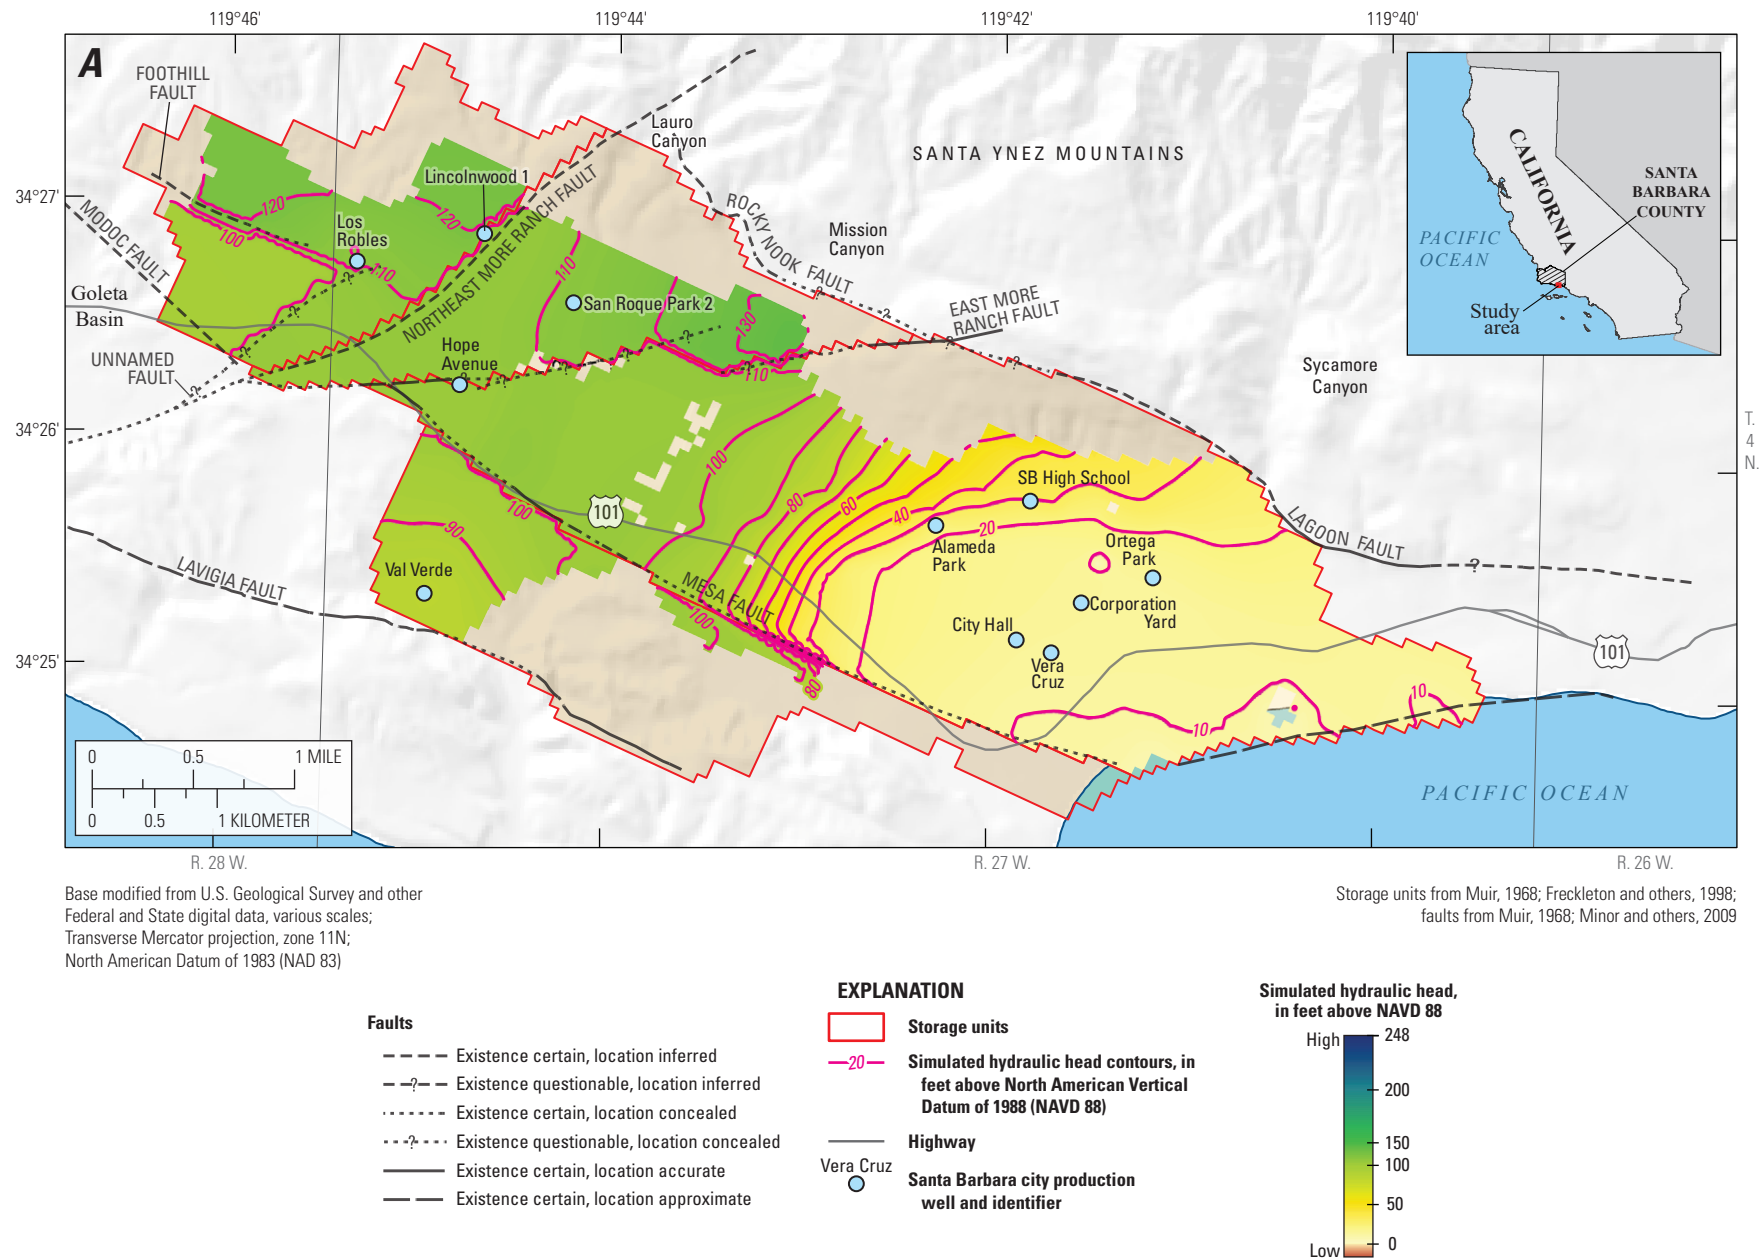 119°46'
119°44'
119°42'
119°40'
A
FOOTHILL
FAULT
Lauro
Canyon
SANTA YNEZ MOUNTAINS
CALIFORNIA
SANTA
BARBARA
COUNTY
PACIFIC
OCEAN
Study
area
34°27'
MODOC FAULT
Lincolnwood 1
120
120
100
Los
Robles
110
NORTHEAST MORE RANCH FAULT
ROCKY NOOK FAULT
Mission
Canyon
Goleta
Basin
110
San Roque Park 2
130
EAST MORE
RANCH FAULT
?
?
?
?
?
?
?
?
?
?
?
?
UNNAMED
FAULT
Hope
Avenue
110
Sycamore
Canyon
34°26'
T.
4
N.
100
100
101
80
60
40
20
SB High School
Alameda
Park
Ortega
Park
LAGOON FAULT
?
90
LAVIGIA FAULT
Val Verde
MESA FAULT
100
Corporation
Yard
City Hall
Vera
Cruz
101
34°25'
80
10
10
0 0.5 1 MILE
0 0.5 1 KILOMETER
PACIFIC OCEAN
R. 28 W.
R. 27 W.
R. 26 W.
Base modified from U.S. Geological Survey and other
Federal and State digital data, various scales;
Transverse Mercator projection, zone 11N;
North American Datum of 1983 (NAD 83)
Storage units from Muir, 1968; Freckleton and others, 1998;
faults from Muir, 1968; Minor and others, 2009
EXPLANATION
Faults
Existence certain, location inferred
? Existence questionable, location inferred
Existence certain, location concealed
? Existence questionable, location concealed
Existence certain, location accurate
Existence certain, location approximate
Storage units
20 Simulated hydraulic head contours, in
feet above North American Vertical
Datum of 1988 (NAVD 88)
Highway
Vera Cruz
Santa Barbara city production
well and identifier
Simulated hydraulic head,
in feet above NAVD 88
High 248
200
150
100
50
0
Low